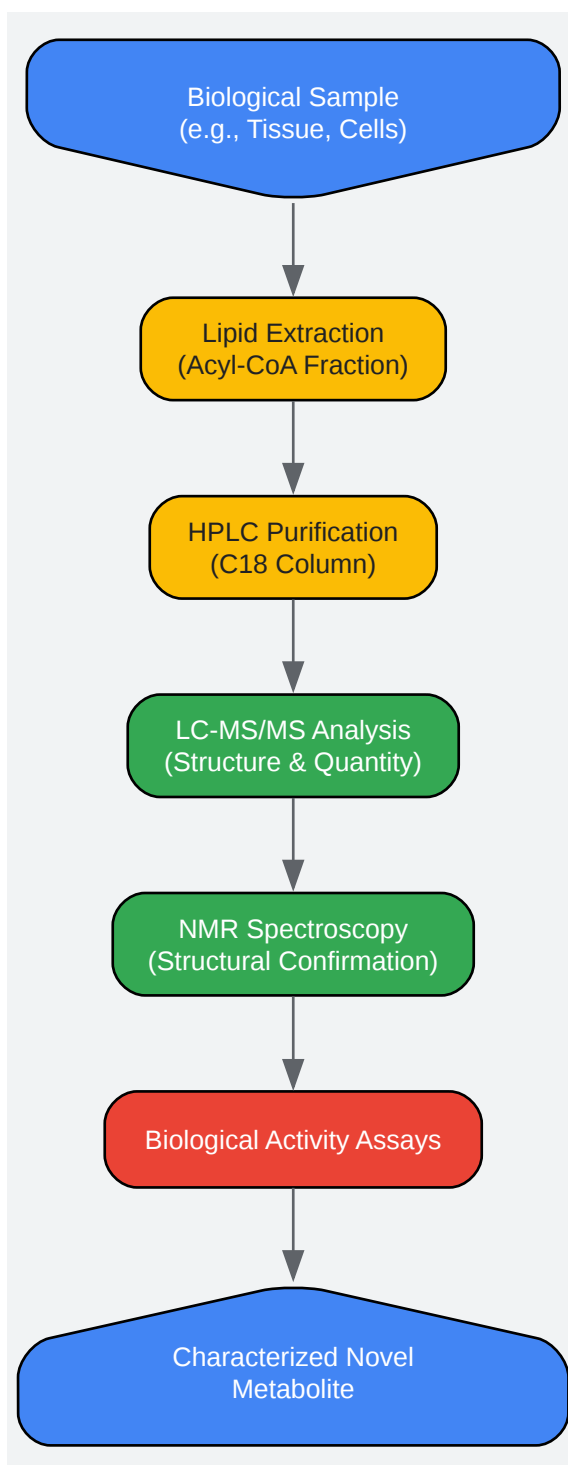 Biological Sample
(e.g., Tissue, Cells)
Lipid Extraction
(Acyl-CoA Fraction)
HPLC Purification
(C18 Column)
LC-MS/MS Analysis
(Structure & Quantity)
NMR Spectroscopy
(Structural Confirmation)
Biological Activity Assays
Characterized Novel
Metabolite